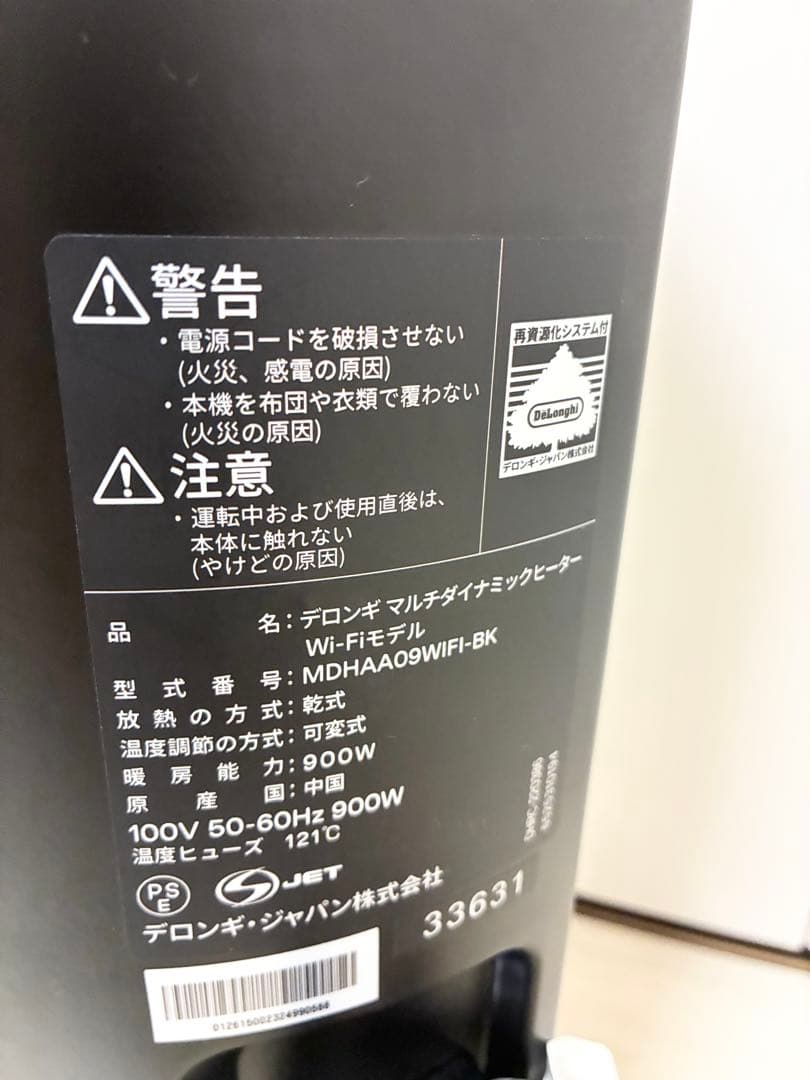 警告
・電源コードを破損させない
(火災、感電の原因)
・本機を布団や衣類で覆わない
(火災の原因)
注意
・運転中および使用直後は、
本体に触れない
(やけどの原因)
再資源化システム付
DeLonghi
デロンギ・ジャパン株式会社
品名:デロンギ マルチダイナミックヒーター
Wi-Fiモデル
型式番号:MDHAA09WIFI-BK
放熱の方式:乾式
温度調節の方式:可変式
暖房能力:900W
原産国:中国
100V 50-60Hz 900W
温度ヒューズ 121℃
PSE
JET
デロンギ・ジャパン株式会社
33631